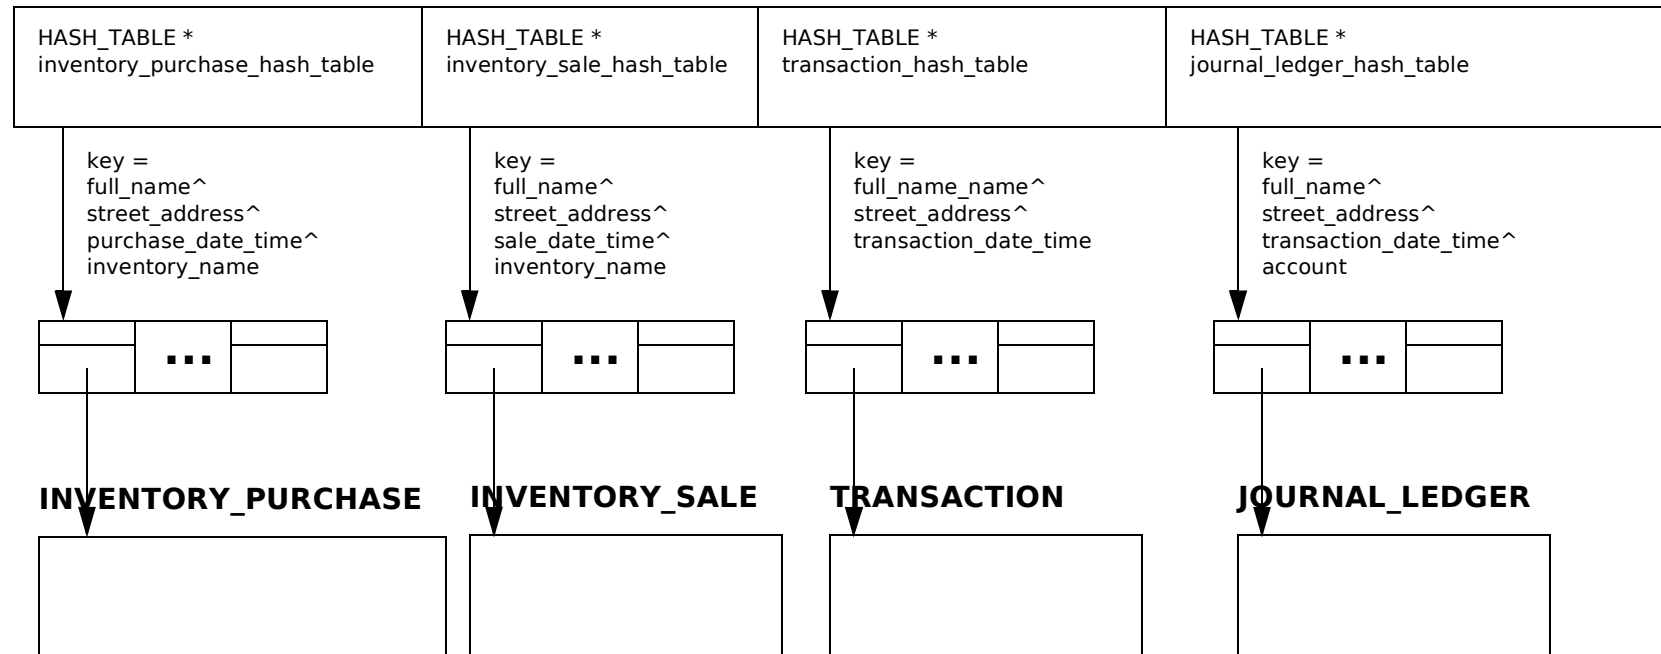 HASH_TABLE *
inventory_purchase_hash_table
HASH_TABLE *
inventory_sale_hash_table
HASH_TABLE *
transaction_hash_table
HASH_TABLE *
journal_ledger_hash_table
key =
full_name^
street_address^
purchase_date_time^
inventory_name
key =
full_name^
street_address^
sale_date_time^
inventory_name
key =
full_name_name^
street_address^
transaction_date_time
key =
full_name^
street_address^
transaction_date_time^
account
...
...
...
...
INVENTORY_PURCHASE
INVENTORY_SALE
TRANSACTION
JOURNAL_LEDGER